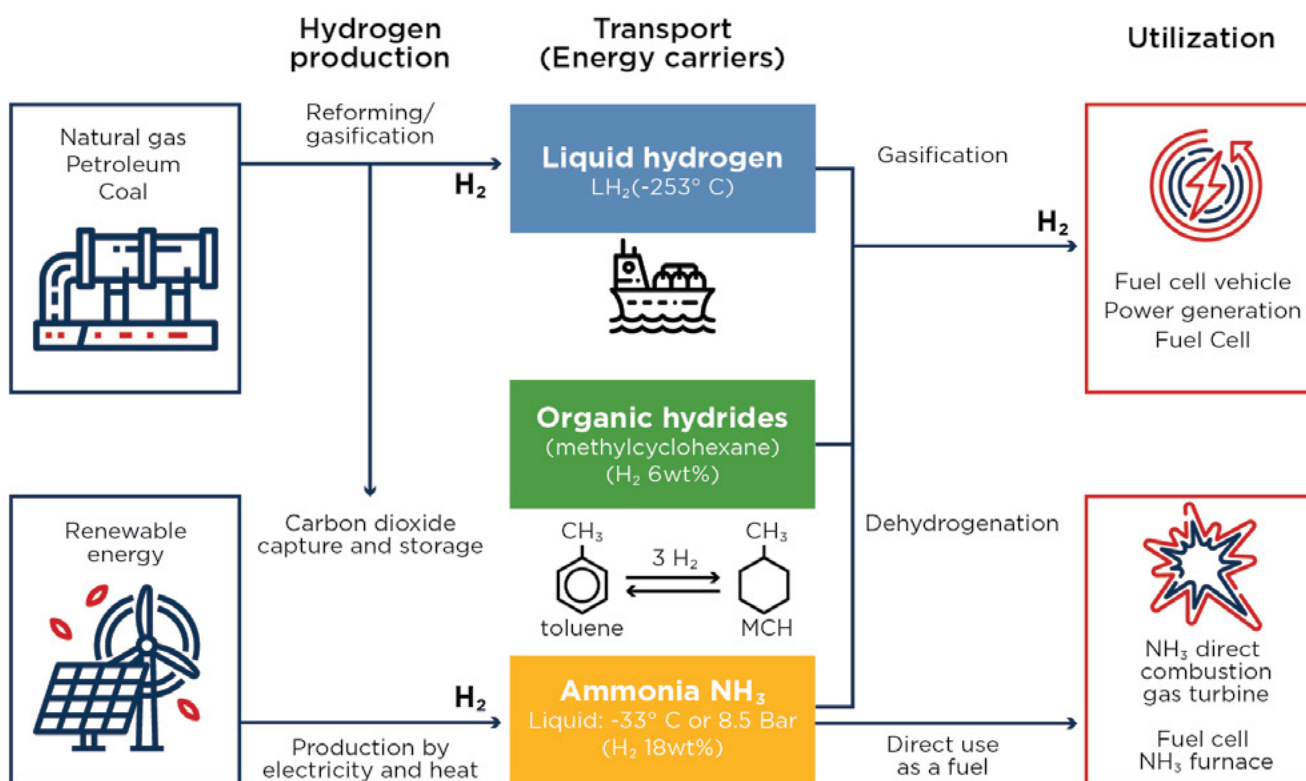 Hydrogen
production
Transport
(Energy carriers)
Utilization
Natural gas
Petroleum
Coal
Reforming/
gasification
H₂
Liquid hydrogen
LH₂(-253° C)
Gasification
H₂
Fuel cell vehicle
Power generation
Fuel Cell
Organic hydrides
(methylcyclohexane)
(H₂ 6wt%)
Renewable
energy
Carbon dioxide
capture and storage
Dehydrogenation
CH₃
3 H₂
CH₃
toluene
MCH
H₂
Production by
electricity and heat
Ammonia NH₃
Liquid: -33° C or 8.5 Bar
(H₂ 18wt%)
Direct use
as a fuel
NH₃ direct
combustion
gas turbine
Fuel cell
NH₃ furnace